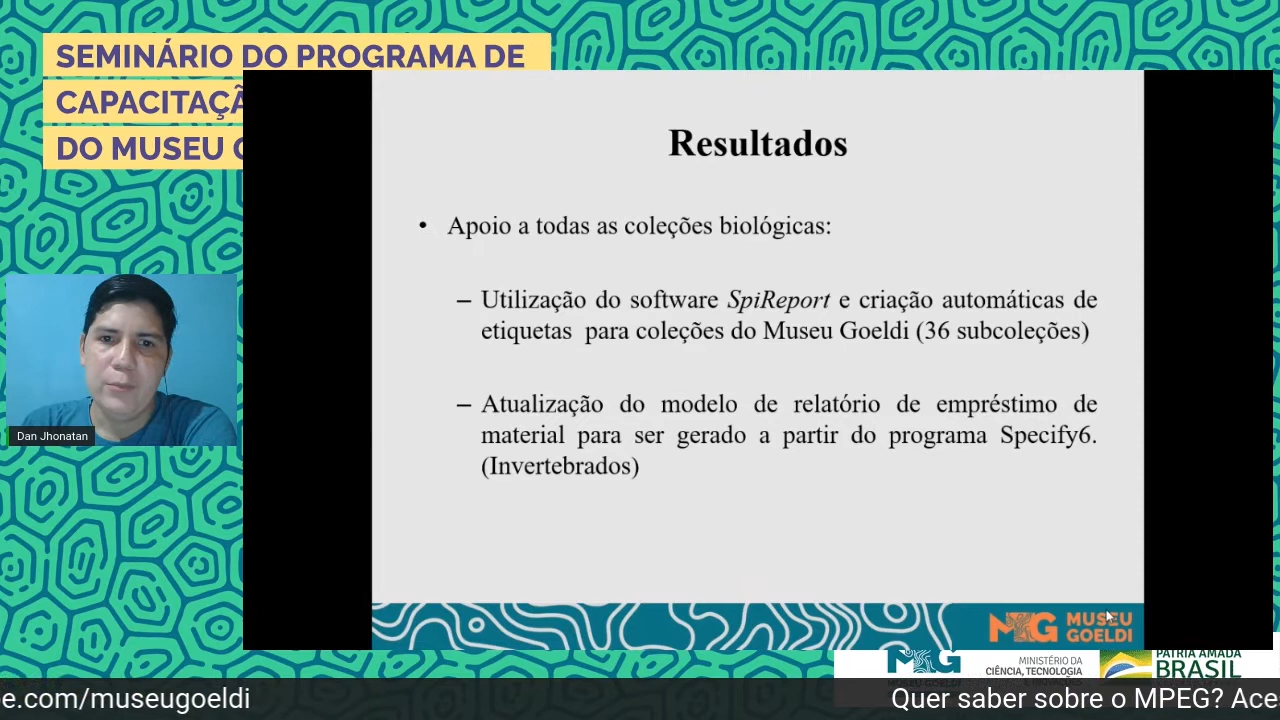 SEMINÁRIO DO PROGRAMA DE
CAPACITAÇÃ
DO MUSEU G
Resultados
• Apoio a todas as coleções biológicas:
– Utilização do software SpiReport e criação automáticas de
etiquetas para coleções do Museu Goeldi (36 subcoleções)
– Atualização do modelo de relatório de empréstimo de
material para ser gerado a partir do programa Specify6.
(Invertebrados)
Dan Jhonatan
MUSEU
GOELDI
MINISTÉRIO DA
CIÊNCIA, TECNOLOGIA
PÁTRIA AMADA
BRASIL
e.com/museugoeldi
Quer saber sobre o MPEG? Ace